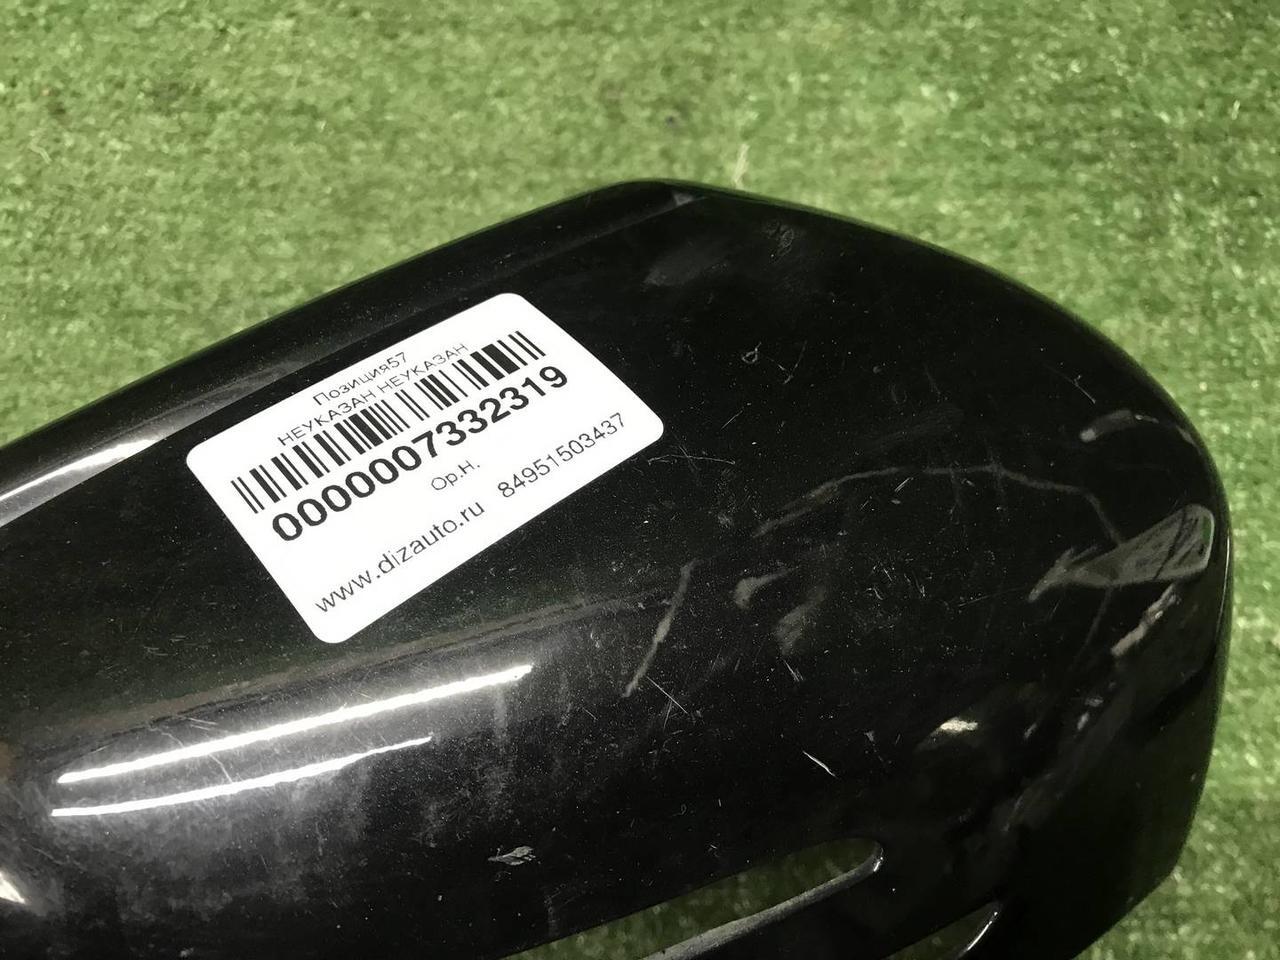 Позиция57
НЕУКАЗАН НЕУКАЗАН
0000007332319
Ор.Н.
www.dizauto.ru 84951503437